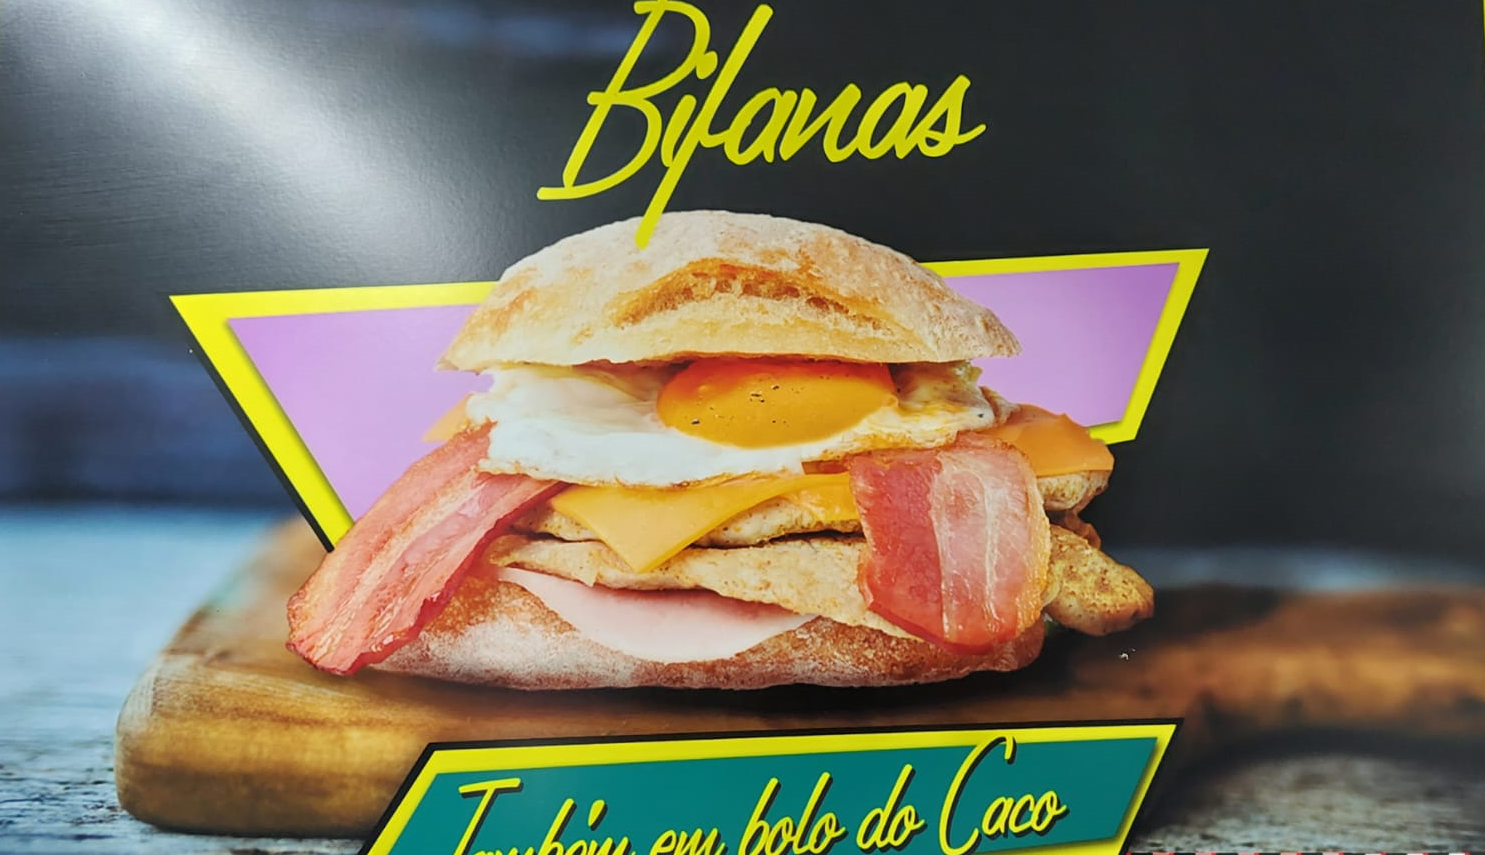 Bifanas
Também em bolo do Caco